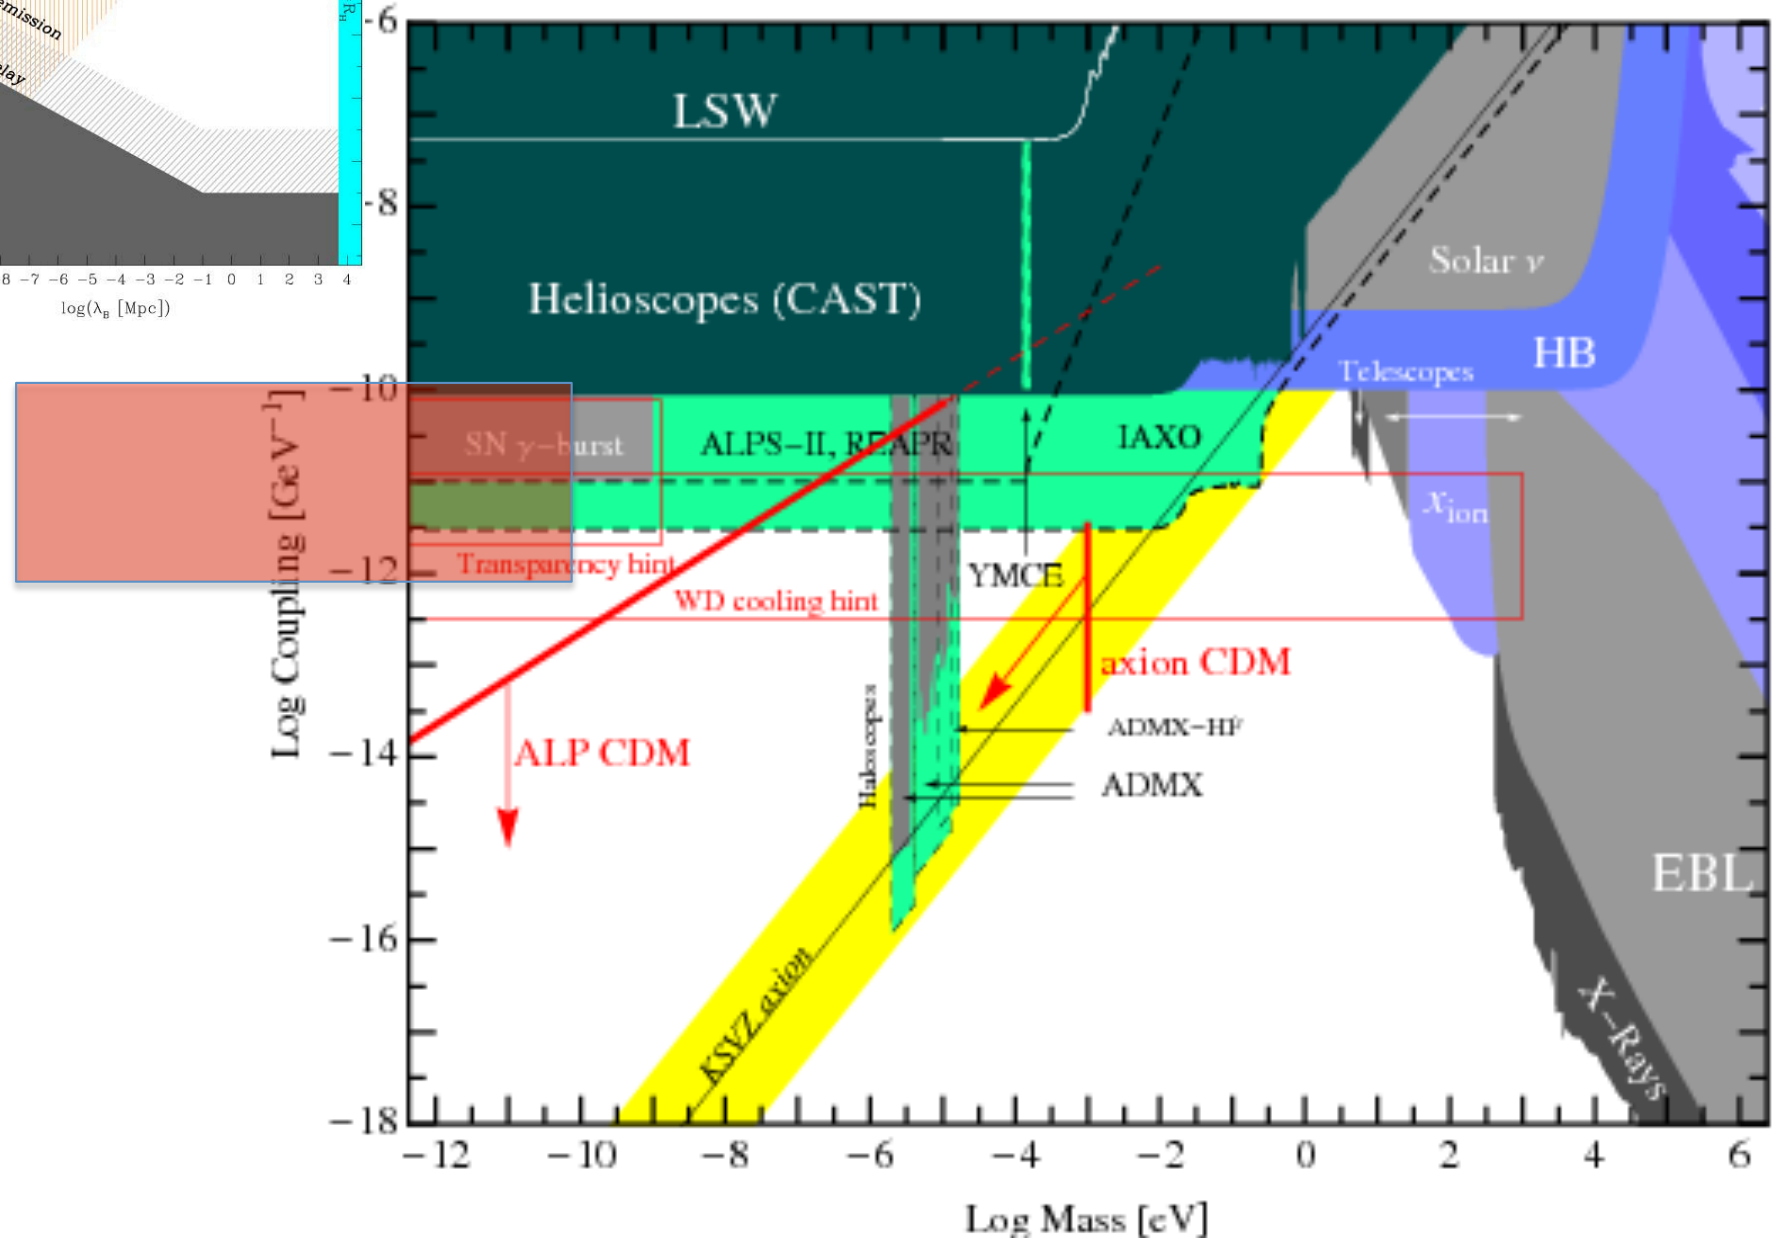 R_H
-6
LSW
-8
Solar ν
Helioscopes (CAST)
8 -7 -6 -5 -4 -3 -2 -1 0 1 2 3 4
log(λ_B [Mpc])
HB
Telescopes
-10
SN γ-burst
ALPS-II, REAPR
IAXO
x_ion
Log Coupling [GeV⁻¹]
Transparency hint
-12
YMCE
WD cooling hint
axion CDM
Haloscopes
ADMX-HF
-14
ALP CDM
ADMX
EBL
-16
KSVZ axion
X-Rays
-18
-12 -10 -8 -6 -4 -2 0 2 4 6
Log Mass [eV]